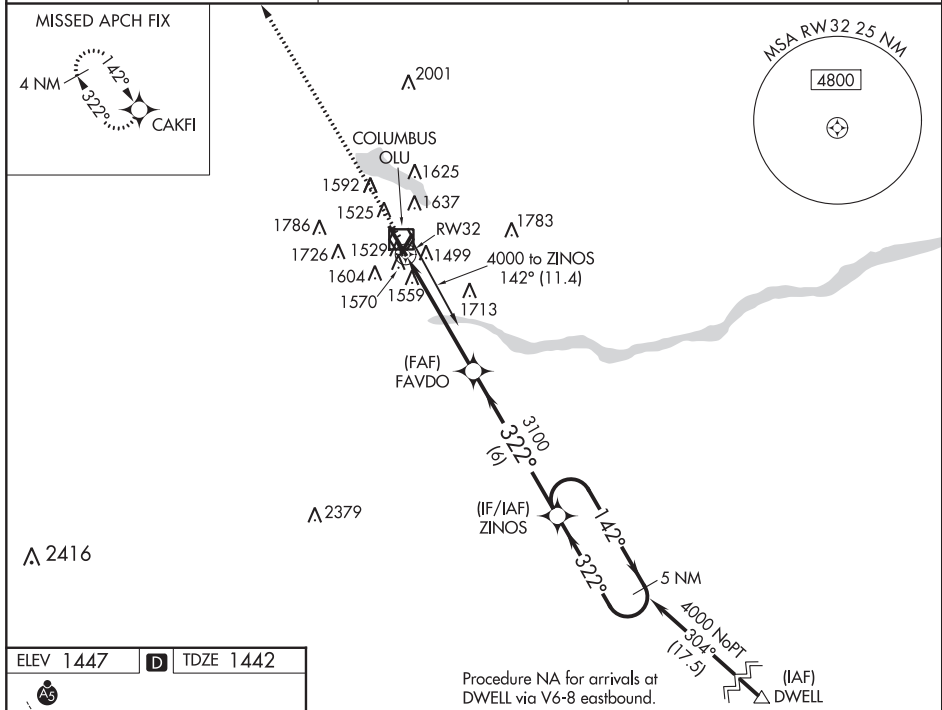 MISSED APCH FIX
4 NM
142°
322°
CAKFI
MSA RW32 25 NM
4800
2001
COLUMBUS
OLU
1625
1592
1637
1525
1786
1783
RW32
1726
1529
1499
4000 to ZINOS
142° (11.4)
1604
1570
1559
1713
(FAF)
FAVDO
3100
322°
(6)
(IF/IAF)
ZINOS
142°
322°
5 NM
2379
2416
4000 NoPT
304°
(17.5)
(IAF)
DWELL
Procedure NA for arrivals at
DWELL via V6-8 eastbound.
ELEV 1447 D TDZE 1442
A5